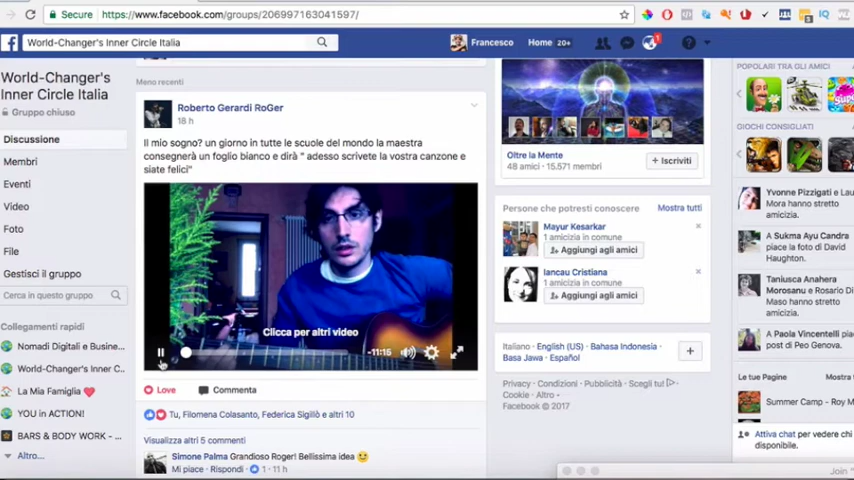 Secure https://www.facebook.com/groups/206997163041597/
World-Changer's Inner Circle Italia
Francesco
Home 20+
1
World-Changer's
Inner Circle Italia
Gruppo chiuso
Discussione
Membri
Eventi
Video
Foto
File
Gestisci il gruppo
Cerca in questo gruppo
Collegamenti rapidi
Nomadi Digitali e Busine...
World-Changer's Inner C...
La Mia Famiglia
YOU in ACTION!
BARS & BODY WORK - ...
Altro...
Meno recenti
Roberto Gerardi RoGer
18 h
Il mio sogno? un giorno in tutte le scuole del mondo la maestra
consegnerà un foglio bianco e dirà " adesso scrivete la vostra canzone e
siate felici"
Clicca per altri video
-11:15
Love
Commenta
Tu, Filomena Colasanto, Federica Sigillò e altri 10
Visualizza altri 5 commenti
Simone Palma Grandioso Roger! Bellissima idea
Mi piace · Rispondi · 1 · 11 h
Oltre la Mente
48 amici · 15.571 membri
+ Iscriviti
Persone che potresti conoscere
Mostra tutti
Mayur Kesarkar
1 amicizia in comune
Aggiungi agli amici
Iancau Cristiana
1 amicizia in comune
Aggiungi agli amici
Italiano · English (US) · Bahasa Indonesia ·
Basa Jawa · Español
Privacy · Condizioni · Pubblicità · Scegli tu!
Cookie · Altro
Facebook © 2017
POPOLARI TRA GLI AMICI
GIOCHI CONSIGLIATI
Yvonne Pizzigati e Lau
Mora hanno stretto
amicizia.
A Sukma Ayu Candra
piace la foto di David
Haughton.
Taniusca Anahera
Morosanu e Rosario Di
Maso hanno stretto
amicizia.
A Paola Vincentelli pia
post di Peo Genova.
Le tue Pagine
Mostra
Summer Camp - Roy M
Attiva chat per vedere chi
disponibile.
Join "